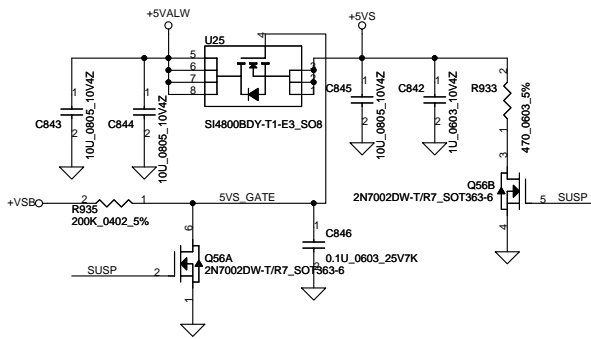 +5VALW
+5VS
U25
4
5
6
7
8
3
2
1
SI4800BDY-T1-E3_SO8
1
2
C843
10U_0805_10V4Z
1
2
C844
10U_0805_10V4Z
1
2
C845
10U_0805_10V4Z
1
2
C842
1U_0603_10V4Z
2
R933
1
470_0603_5%
3
Q56B
2N7002DW-T/R7_SOT363-6
5
SUSP
4
+VSB
2
1
R935
200K_0402_5%
5VS_GATE
6
Q56A
2N7002DW-T/R7_SOT363-6
SUSP
2
1
1
2
C846
0.1U_0603_25V7K